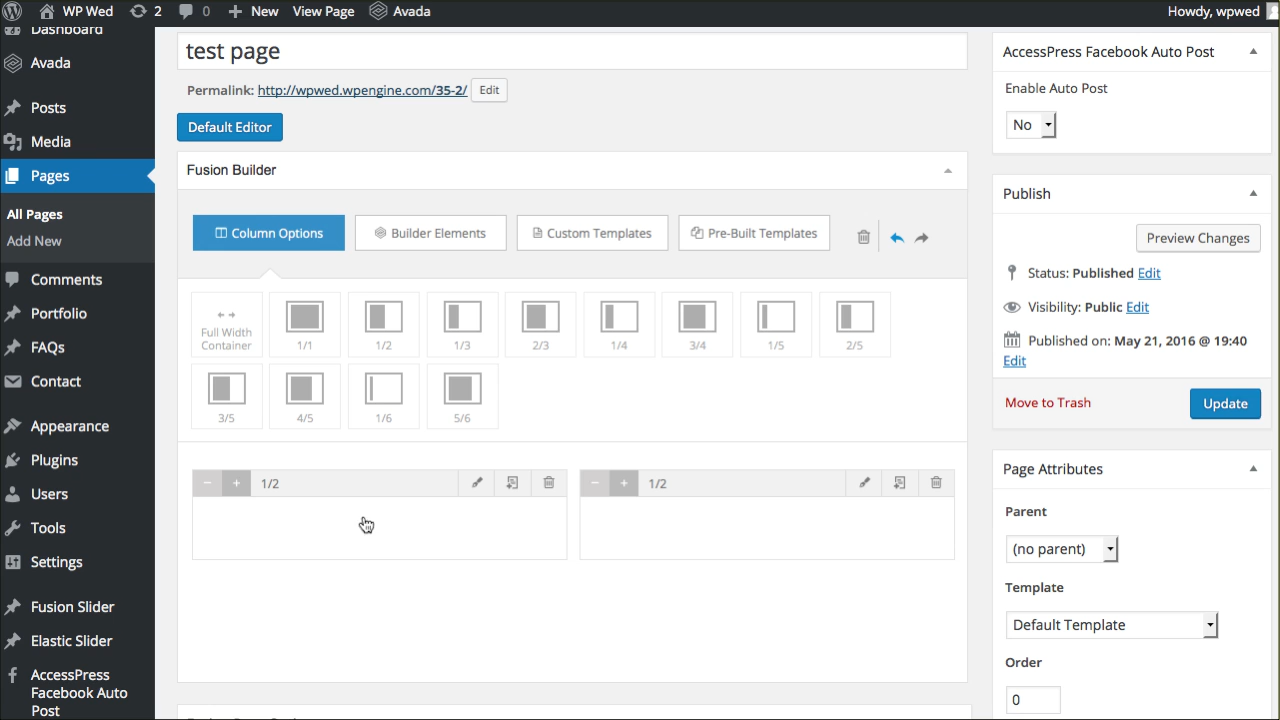 WP Wed 2 0 New View Page Avada Howdy, wpwed
Dashboard
Avada
Posts
Media
Pages
All Pages
Add New
Comments
Portfolio
FAQs
Contact
Appearance
Plugins
Users
Tools
Settings
Fusion Slider
Elastic Slider
AccessPress
Facebook Auto
Post
test page
Permalink: http://wpwed.wpengine.com/35-2/ Edit
Default Editor
Fusion Builder
Column Options Builder Elements Custom Templates Pre-Built Templates
Full Width
Container
1/1 1/2 1/3 2/3 1/4 3/4 1/5 2/5
3/5 4/5 1/6 5/6
- + 1/2
- + 1/2
AccessPress Facebook Auto Post
Enable Auto Post
No
Publish
Preview Changes
Status: Published Edit
Visibility: Public Edit
Published on: May 21, 2016 @ 19:40
Edit
Move to Trash Update
Page Attributes
Parent
(no parent)
Template
Default Template
Order
0